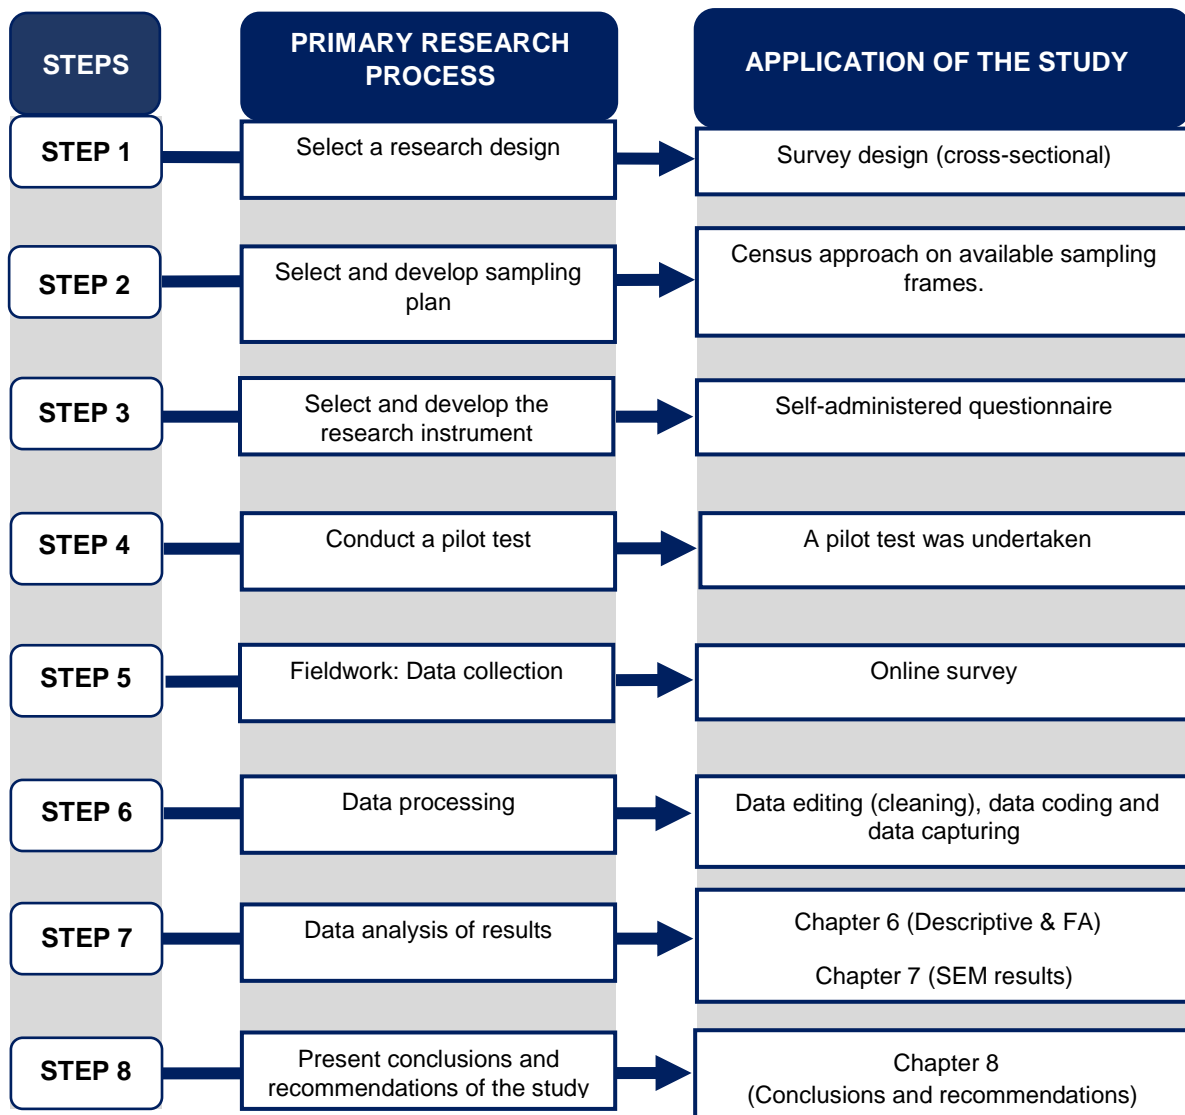 STEPS
PRIMARY RESEARCH
PROCESS
APPLICATION OF THE STUDY
STEP 1
Select a research design
Survey design (cross-sectional)
STEP 2
Select and develop sampling
plan
Census approach on available sampling
frames.
STEP 3
Select and develop the
research instrument
Self-administered questionnaire
STEP 4
Conduct a pilot test
A pilot test was undertaken
STEP 5
Fieldwork: Data collection
Online survey
STEP 6
Data processing
Data editing (cleaning), data coding and
data capturing
STEP 7
Data analysis of results
Chapter 6 (Descriptive & FA)
Chapter 7 (SEM results)
STEP 8
Present conclusions and
recommendations of the study
Chapter 8
(Conclusions and recommendations)